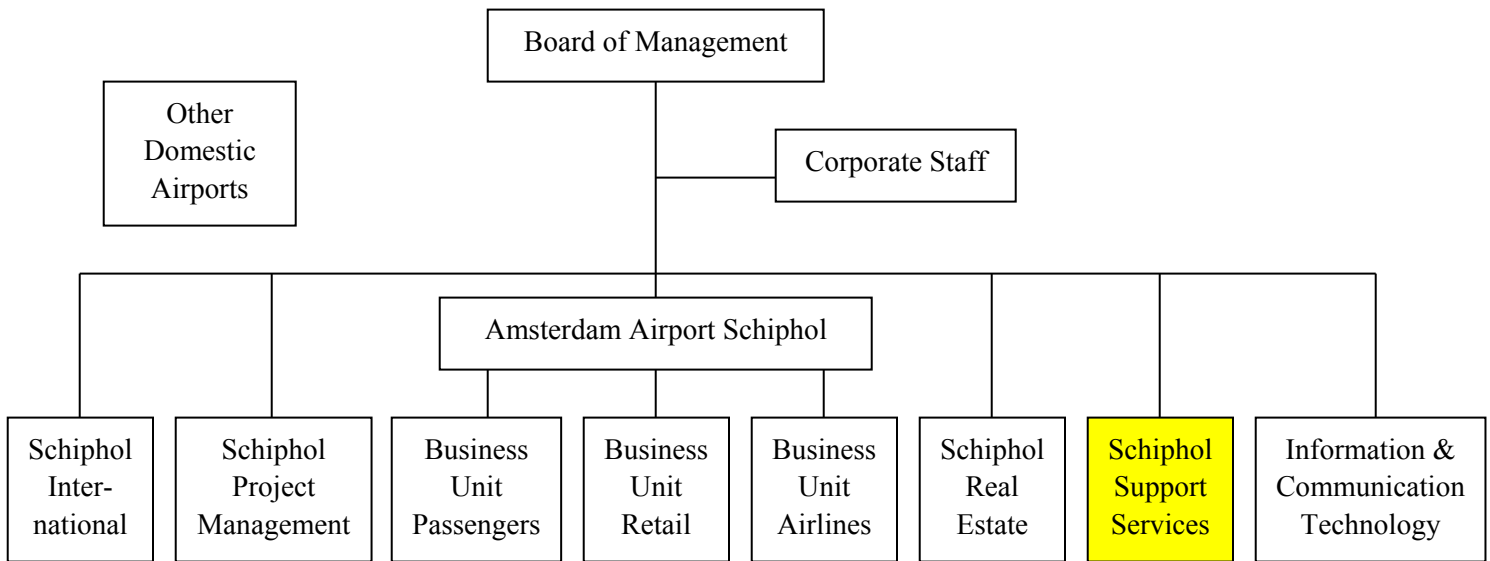 Board of Management
Other
Domestic
Airports
Corporate Staff
Amsterdam Airport Schiphol
Schiphol
Inter-
national
Schiphol
Project
Management
Business
Unit
Passengers
Business
Unit
Retail
Business
Unit
Airlines
Schiphol
Real
Estate
Schiphol
Support
Services
Information &
Communication
Technology